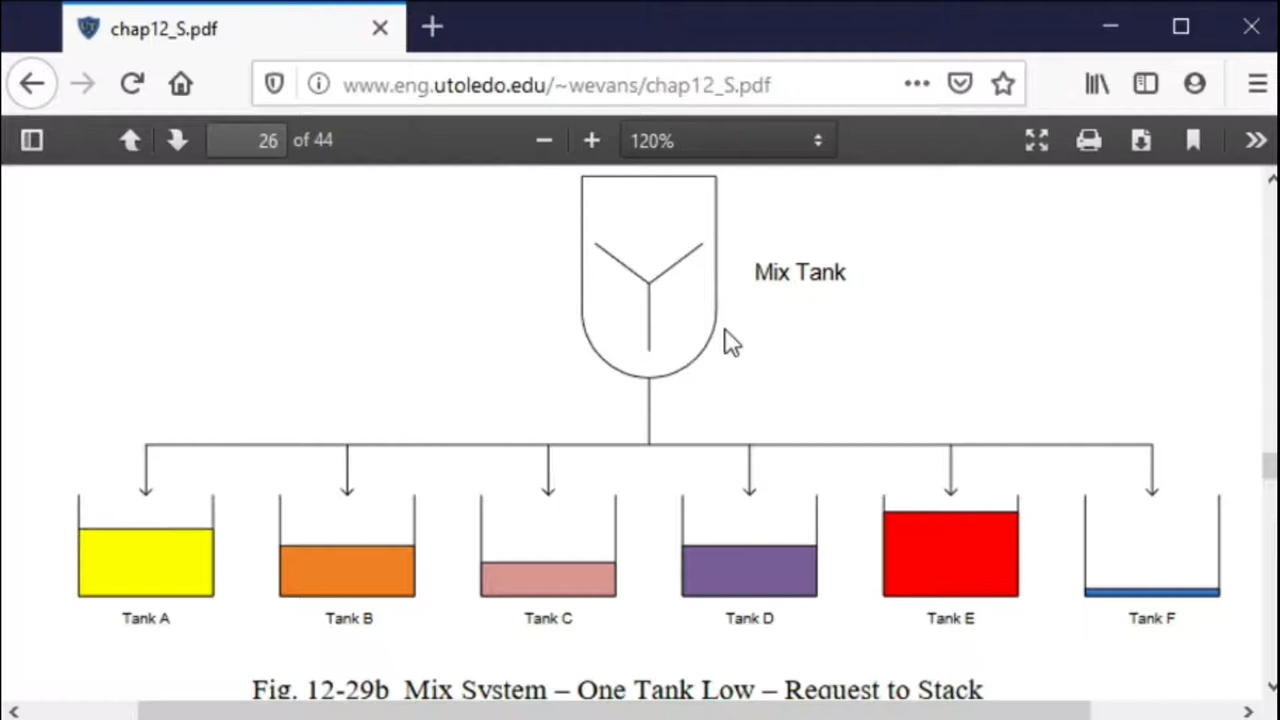 chap12_S.pdf
www.eng.utoledo.edu/~wevans/chap12_S.pdf
26 of 44
120%
Mix Tank
Tank A Tank B Tank C Tank D Tank E Tank F
Fig. 12-29b Mix System – One Tank Low – Request to Stack